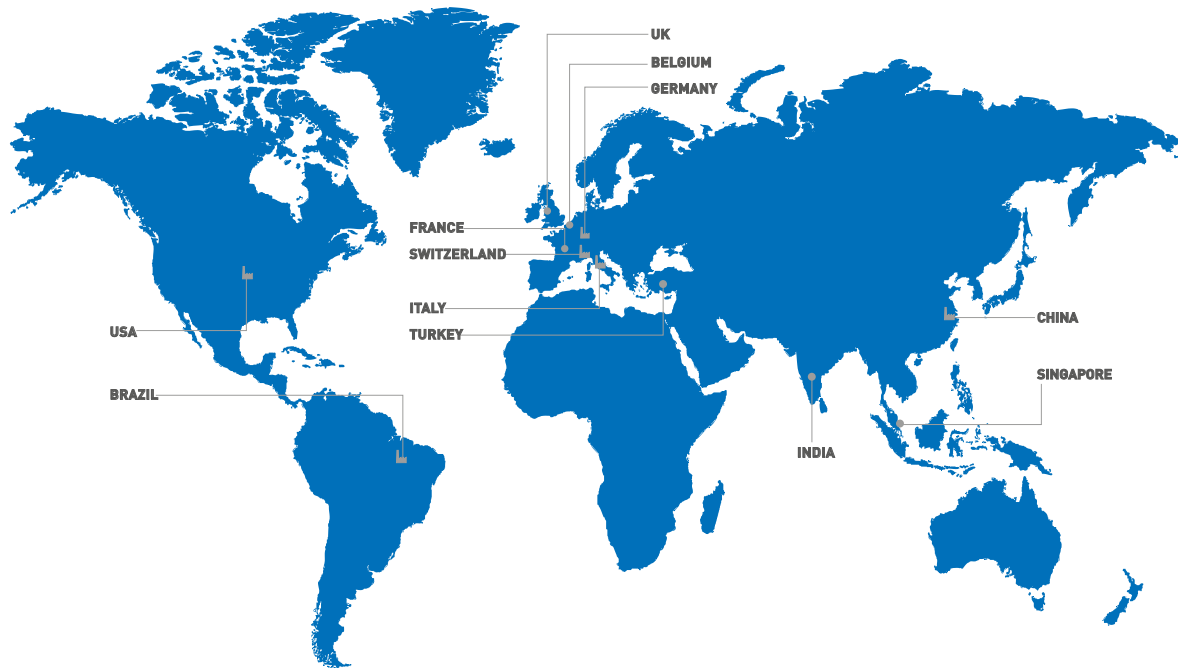 UK
BELGIUM
GERMANY
FRANCE
SWITZERLAND
ITALY
TURKEY
USA
BRAZIL
CHINA
SINGAPORE
INDIA